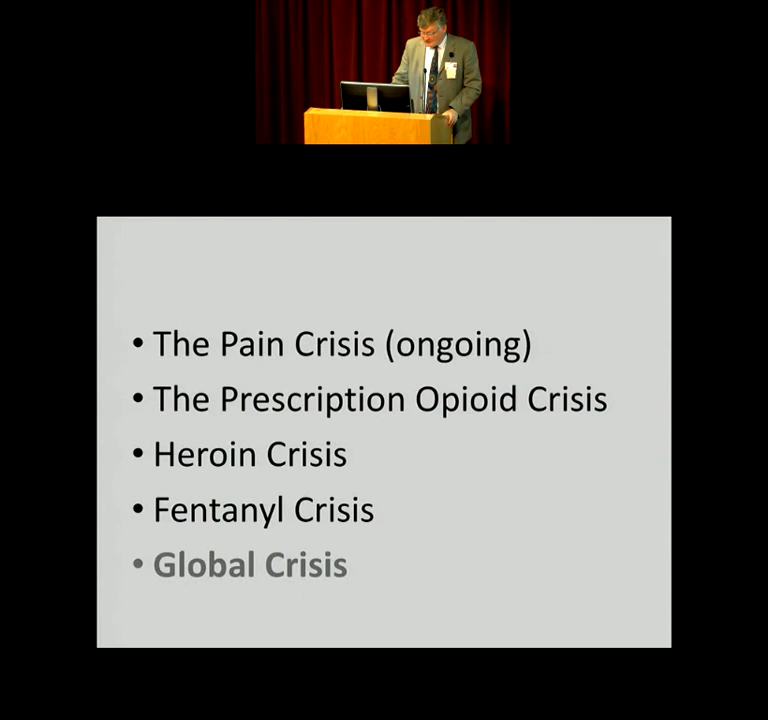 • The Pain Crisis (ongoing)
• The Prescription Opioid Crisis
• Heroin Crisis
• Fentanyl Crisis
• Global Crisis